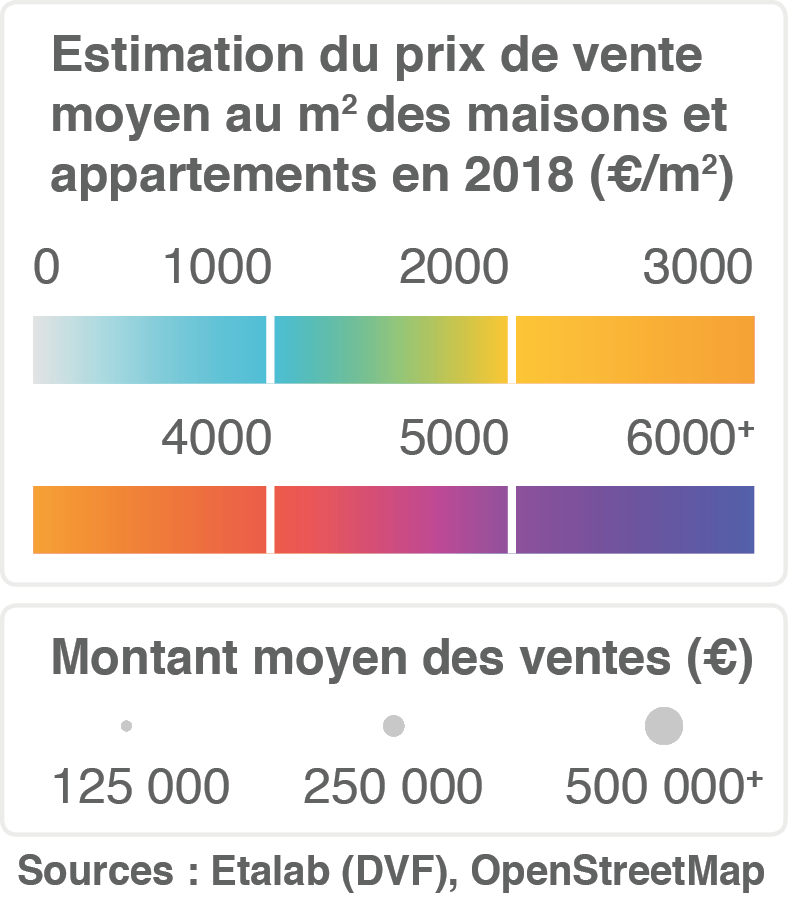 Estimation du prix de vente
moyen au m² des maisons et
appartements en 2018 (€/m²)
0 1000 2000 3000
4000 5000 6000⁺
Montant moyen des ventes (€)
125 000 250 000 500 000⁺
Sources : Etalab (DVF), OpenStreetMap